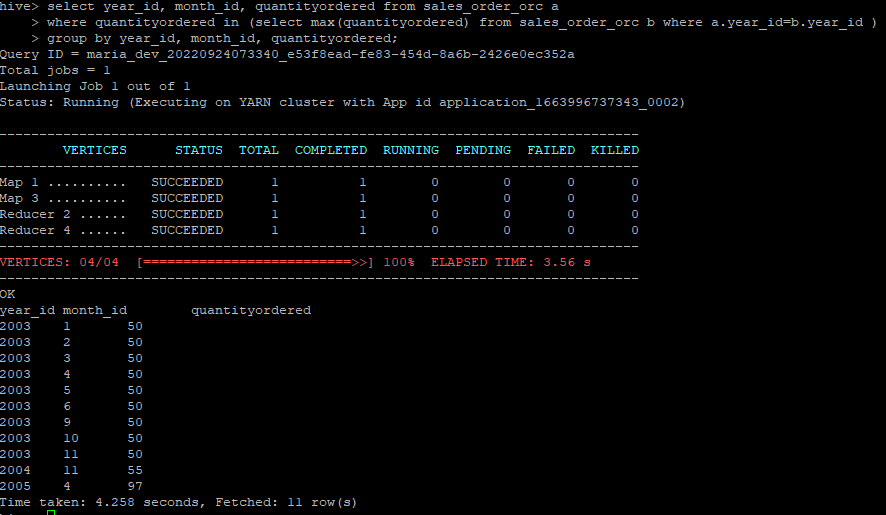 hive> select year_id, month_id, quantityordered from sales_order_orc a
    > where quantityordered in (select max(quantityordered) from sales_order_orc b where a.year_id=b.year_id )
    > group by year_id, month_id, quantityordered;
Query ID = maria_dev_20220924073340_e53f8ead-fe83-454d-8a6b-2426e0ec352a
Total jobs = 1
Launching Job 1 out of 1
Status: Running (Executing on YARN cluster with App id application_1663996737343_0002)
--------------------------------------------------------------------------------
        VERTICES      STATUS  TOTAL  COMPLETED  RUNNING  PENDING  FAILED  KILLED
--------------------------------------------------------------------------------
Map 1 ..........   SUCCEEDED      1          1        0        0       0       0
Map 3 ..........   SUCCEEDED      1          1        0        0       0       0
Reducer 2 ......   SUCCEEDED      1          1        0        0       0       0
Reducer 4 ......   SUCCEEDED      1          1        0        0       0       0
--------------------------------------------------------------------------------
VERTICES: 04/04  [==========================>>] 100%  ELAPSED TIME: 3.56 s
--------------------------------------------------------------------------------
OK
year_id month_id        quantityordered
2003    1       50
2003    2       50
2003    3       50
2003    4       50
2003    5       50
2003    6       50
2003    9       50
2003    10      50
2003    11      50
2004    11      55
2005    4       97
Time taken: 4.258 seconds, Fetched: 11 row(s)